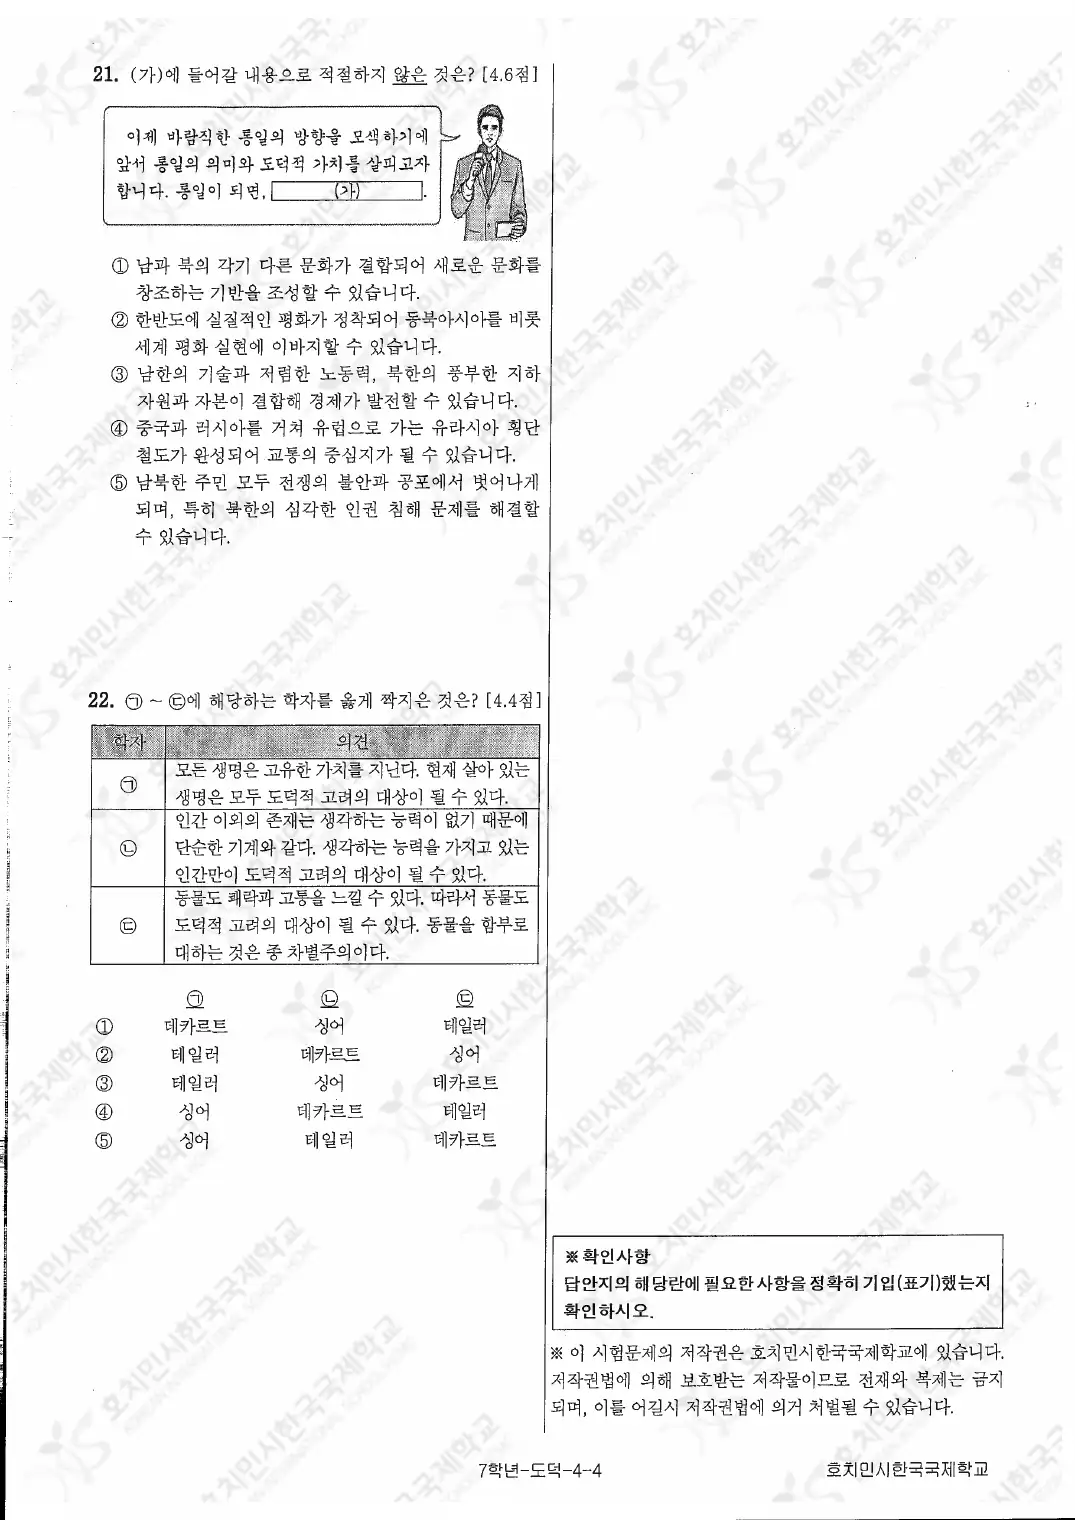 21. (가)에 들어갈 내용으로 적절하지 않은 것은? [4.6점]
이제 바람직한 통일의 방향을 모색하기에
앞서 통일의 의미와 도덕적 가치를 살피고자
합니다. 통일이 되면, (가) .
① 남과 북의 각기 다른 문화가 결합되어 새로운 문화를
창조하는 기반을 조성할 수 있습니다.
② 한반도에 실질적인 평화가 정착되어 동북아시아를 비롯
세계 평화 실현에 이바지할 수 있습니다.
③ 남한의 기술과 저렴한 노동력, 북한의 풍부한 지하
자원과 자본이 결합해 경제가 발전할 수 있습니다.
④ 중국과 러시아를 거쳐 유럽으로 가는 유라시아 횡단
철도가 완성되어 교통의 중심지가 될 수 있습니다.
⑤ 남북한 주민 모두 전쟁의 불안과 공포에서 벗어나게
되며, 특히 북한의 심각한 인권 침해 문제를 해결할
수 있습니다.
22. ㉠ ~ ㉢에 해당하는 학자를 옳게 짝지은 것은? [4.4점]
학자 의견
㉠ 모든 생명은 고유한 가치를 지닌다. 현재 살아 있는
생명은 모두 도덕적 고려의 대상이 될 수 있다.
㉡ 인간 이외의 존재는 생각하는 능력이 없기 때문에
단순한 기계와 같다. 생각하는 능력을 가지고 있는
인간만이 도덕적 고려의 대상이 될 수 있다.
㉢ 동물도 쾌락과 고통을 느낄 수 있다. 따라서 동물도
도덕적 고려의 대상이 될 수 있다. 동물을 함부로
대하는 것은 종 차별주의이다.
㉠ ㉡ ㉢
① 데카르트 싱어 테일러
② 테일러 데카르트 싱어
③ 테일러 싱어 데카르트
④ 싱어 데카르트 테일러
⑤ 싱어 테일러 데카르트
※ 확인사항
답안지의 해당란에 필요한 사항을 정확히 기입(표기)했는지
확인하시오.
※ 이 시험문제의 저작권은 호치민시한국국제학교에 있습니다.
저작권법에 의해 보호받는 저작물이므로 전재와 복제는 금지
되며, 이를 어길시 저작권법에 의거 처벌될 수 있습니다.
7학년-도덕-4-4
호치민시한국국제학교